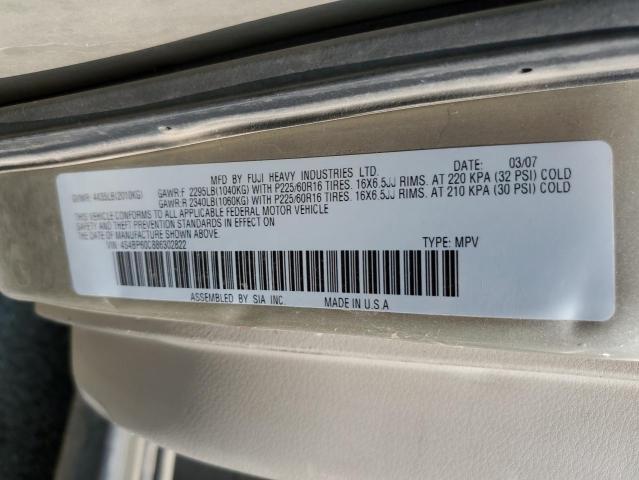 MFD BY FUJI HEAVY INDUSTRIES LTD. DATE: 03/07
GVWR: 4435LB(2010KG) GAWR:F 2295LB(1040KG) WITH P225/60R16 TIRES. 16X6.5JJ RIMS. AT 220 KPA (32 PSI) COLD
GAWR:R 2340LB(1060KG) WITH P225/60R16 TIRES. 16X6.5JJ RIMS. AT 210 KPA (30 PSI) COLD
THIS VEHICLE CONFORMS TO ALL APPLICABLE FEDERAL MOTOR VEHICLE
SAFETY AND THEFT PREVENTION STANDARDS IN EFFECT ON
THE DATE OF MANUFACTURE SHOWN ABOVE.
VIN: 4S4BP60C886302822 TYPE: MPV
ASSEMBLED BY SIA INC. MADE IN U.S.A